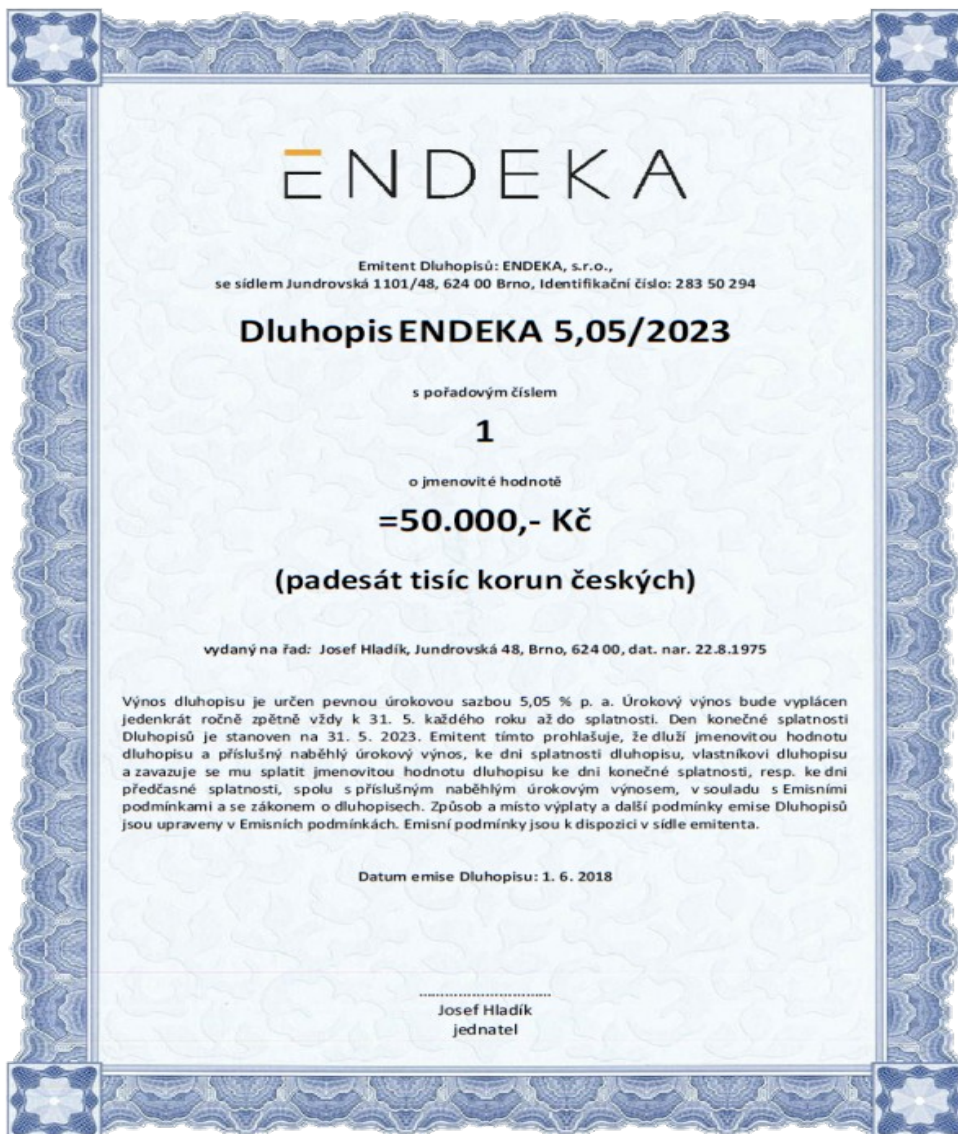 ENDEKA
Emitent Dluhopisů: ENDEKA, s.r.o.,
se sídlem Jundrovská 1101/48, 624 00 Brno, Identifikační číslo: 283 50 294
Dluhopis ENDEKA 5,05/2023
s pořadovým číslem
1
o jmenovité hodnotě
=50.000,- Kč
(padesát tisíc korun českých)
vydaný na řad: Josef Hladík, Jundrovská 48, Brno, 624 00, dat. nar. 22.8.1975
Výnos dluhopisu je určen pevnou úrokovou sazbou 5,05 % p. a. Úrokový výnos bude vyplácen
jedenkrát ročně zpětně vždy k 31. 5. každého roku až do splatnosti. Den konečné splatnosti
Dluhopisů je stanoven na 31. 5. 2023. Emitent tímto prohlašuje, že dluží jmenovitou hodnotu
dluhopisu a příslušný naběhlý úrokový výnos, ke dni splatnosti dluhopisu, vlastníkovi dluhopisu
a zavazuje se mu splatit jmenovitou hodnotu dluhopisu ke dni konečné splatnosti, resp. ke dni
předčasné splatnosti, spolu s příslušným naběhlým úrokovým výnosem, v souladu s Emisními
podmínkami a se zákonem o dluhopisech. Způsob a místo výplaty a další podmínky emise Dluhopisů
jsou upraveny v Emisních podmínkách. Emisní podmínky jsou k dispozici v sídle emitenta.
Datum emise Dluhopisu: 1. 6. 2018
................................
Josef Hladík
jednatel